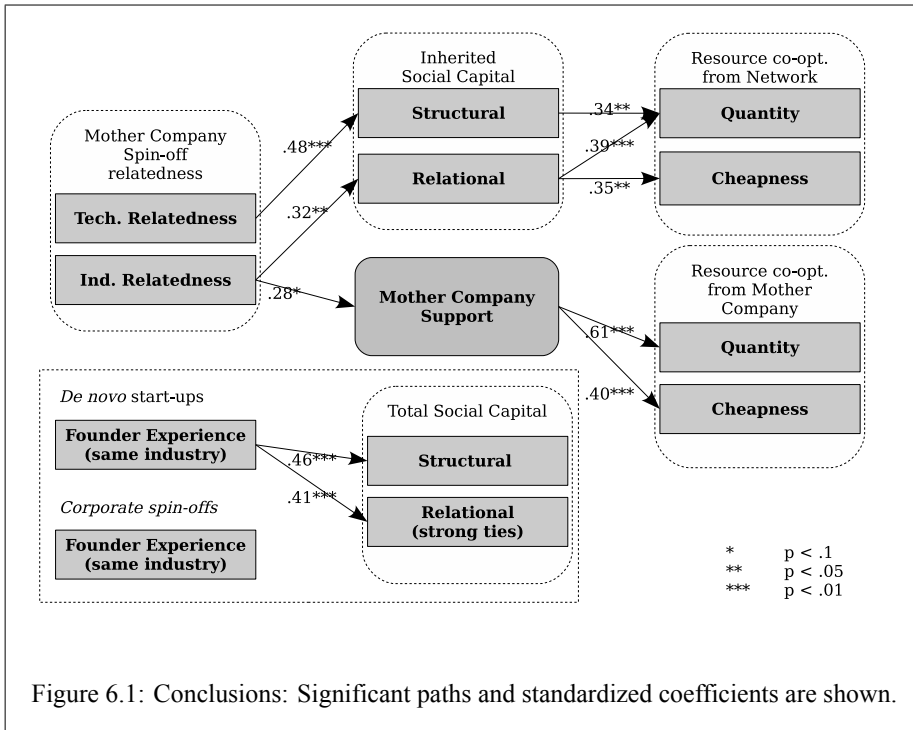 Mother Company
Spin-off
relatedness
Tech. Relatedness
Ind. Relatedness
.48***
.32**
.28*
Inherited
Social Capital
Structural
Relational
Mother Company
Support
.34**
.39***
.35**
.61***
.40***
Resource co-opt.
from Network
Quantity
Cheapness
Resource co-opt.
from Mother
Company
Quantity
Cheapness
De novo start-ups
Founder Experience
(same industry)
Corporate spin-offs
Founder Experience
(same industry)
.46***
.41***
Total Social Capital
Structural
Relational
(strong ties)
* p < .1
** p < .05
*** p < .01
Figure 6.1: Conclusions: Significant paths and standardized coefficients are shown.